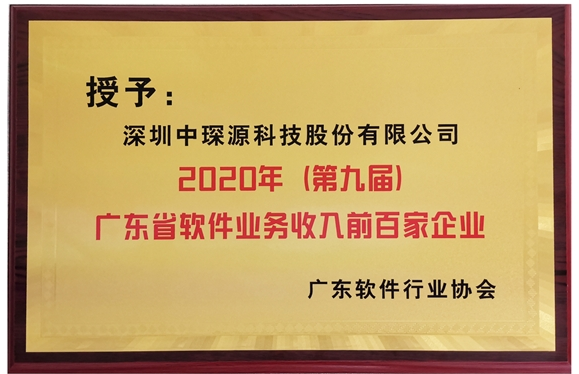 授予：
深圳中琛源科技股份有限公司
2020年（第九届）
广东省软件业务收入前百家企业
广东软件行业协会